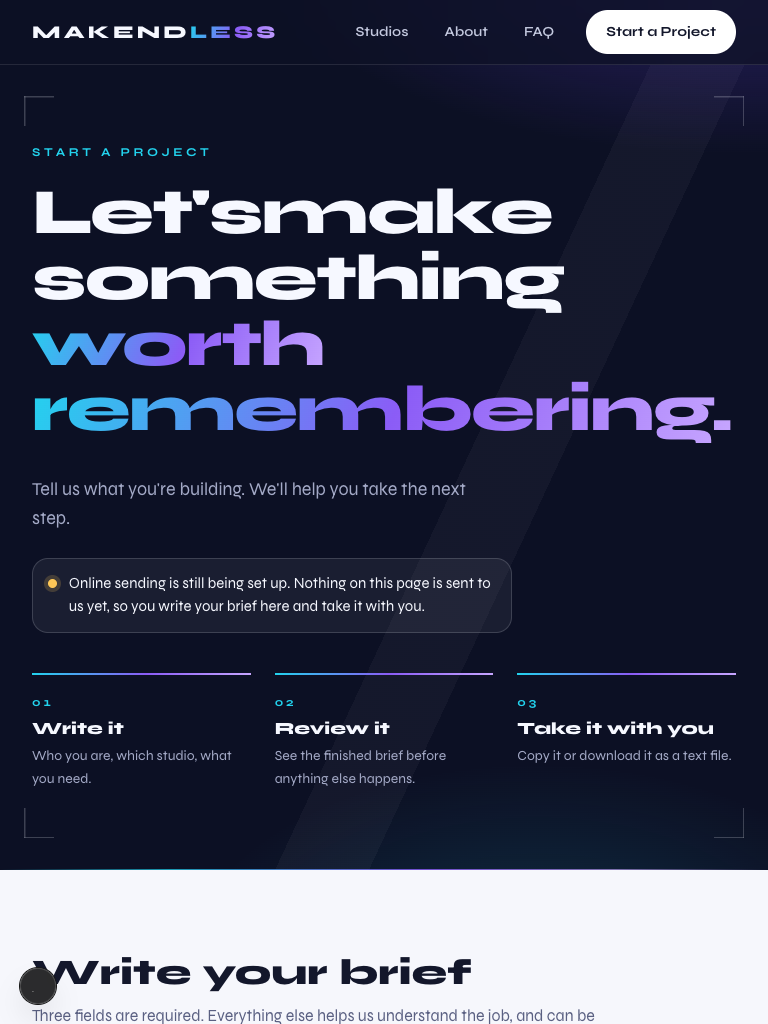 MAKENDLESS
Studios
About
FAQ
Start a Project
START A PROJECT
Let'smake
something
worth
remembering.
Tell us what you're building. We'll help you take the next
step.
Online sending is still being set up. Nothing on this page is sent to
us yet, so you write your brief here and take it with you.
01
Write it
Who you are, which studio, what
you need.
02
Review it
See the finished brief before
anything else happens.
03
Take it with you
Copy it or download it as a text file.
Write your brief
Three fields are required. Everything else helps us understand the job, and can be